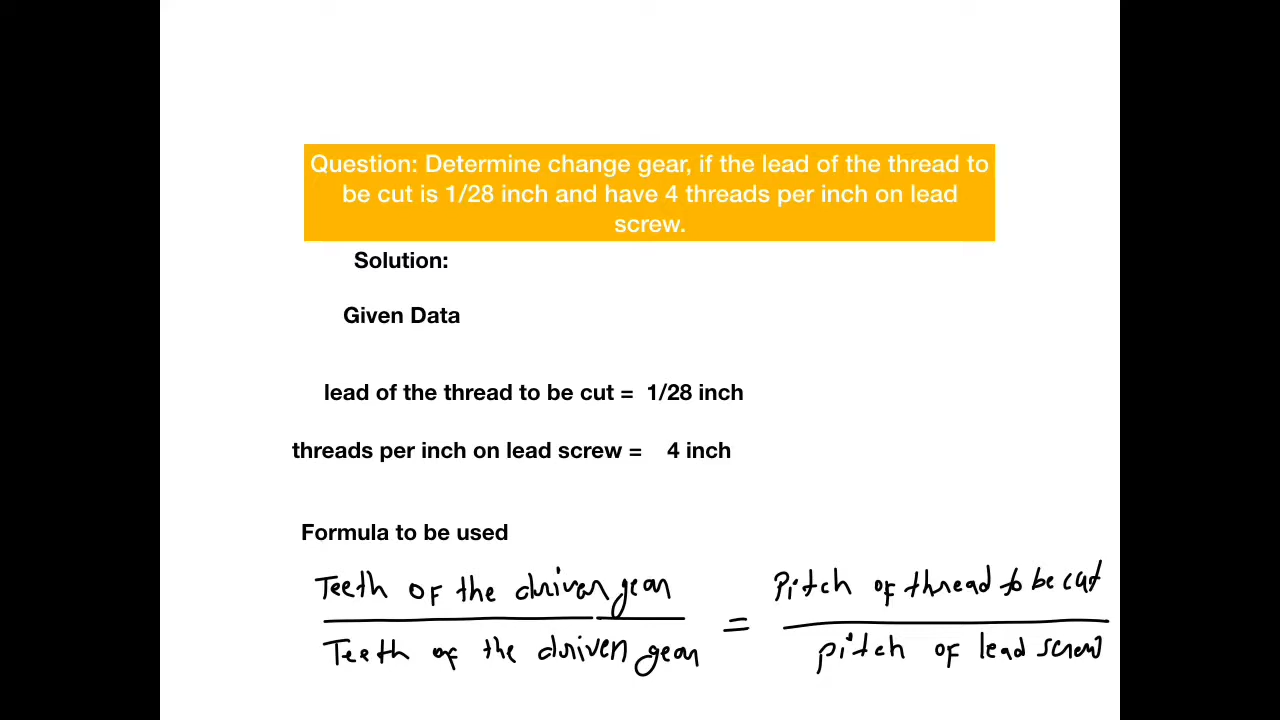 Question: Determine change gear, if the lead of the thread to
be cut is 1/28 inch and have 4 threads per inch on lead
screw.
Solution:
Given Data
lead of the thread to be cut = 1/28 inch
threads per inch on lead screw = 4 inch
Formula to be used
Teeth of the driven gear
Teeth of the driven gear
=
Pitch of thread to be cut
pitch of lead screw